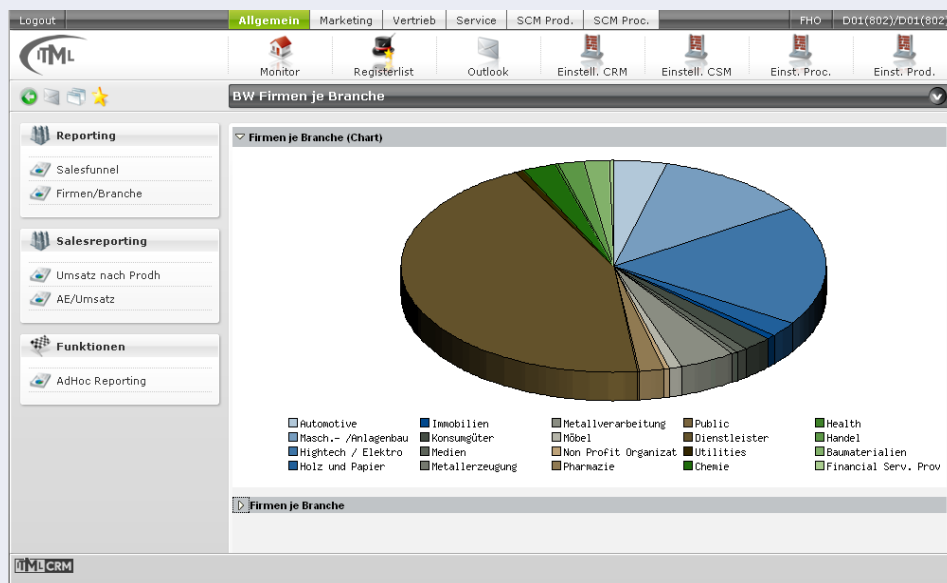 Logout Allgemein Marketing Vertrieb Service SCM Prod. SCM Proc. FHO D01(802)/D01(802)
ITML
Monitor Registerlist Outlook Einstell. CRM Einstell. CSM Einst. Proc. Einst. Prod.
BW Firmen je Branche
Reporting
Salesfunnel
Firmen/Branche
Salesreporting
Umsatz nach Prodh
AE/Umsatz
Funktionen
AdHoc Reporting
Firmen je Branche (Chart)
Automotive Immobilien Metallverarbeitung Public Health
Masch.- /Anlagenbau Konsumgüter Möbel Dienstleister Handel
Hightech / Elektro Medien Non Profit Organizat Utilities Baumaterialien
Holz und Papier Metallerzeugung Pharmazie Chemie Financial Serv. Prov
Firmen je Branche
ITML CRM